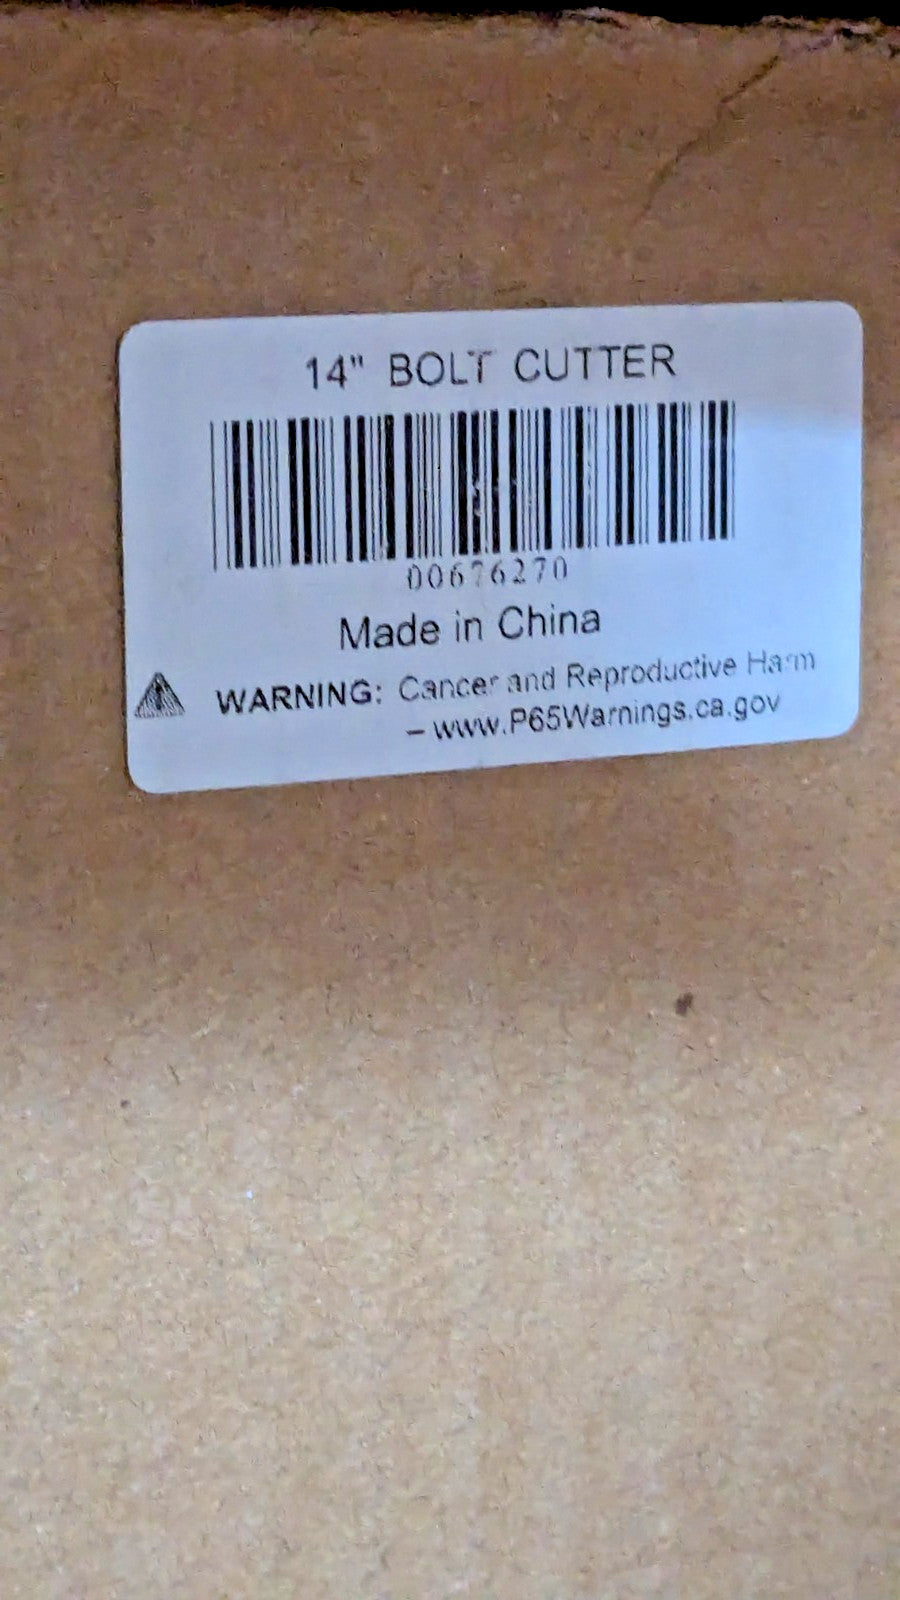 14" BOLT CUTTER
00676270
Made in China
WARNING: Cancer and Reproductive Harm
– www.P65Warnings.ca.gov